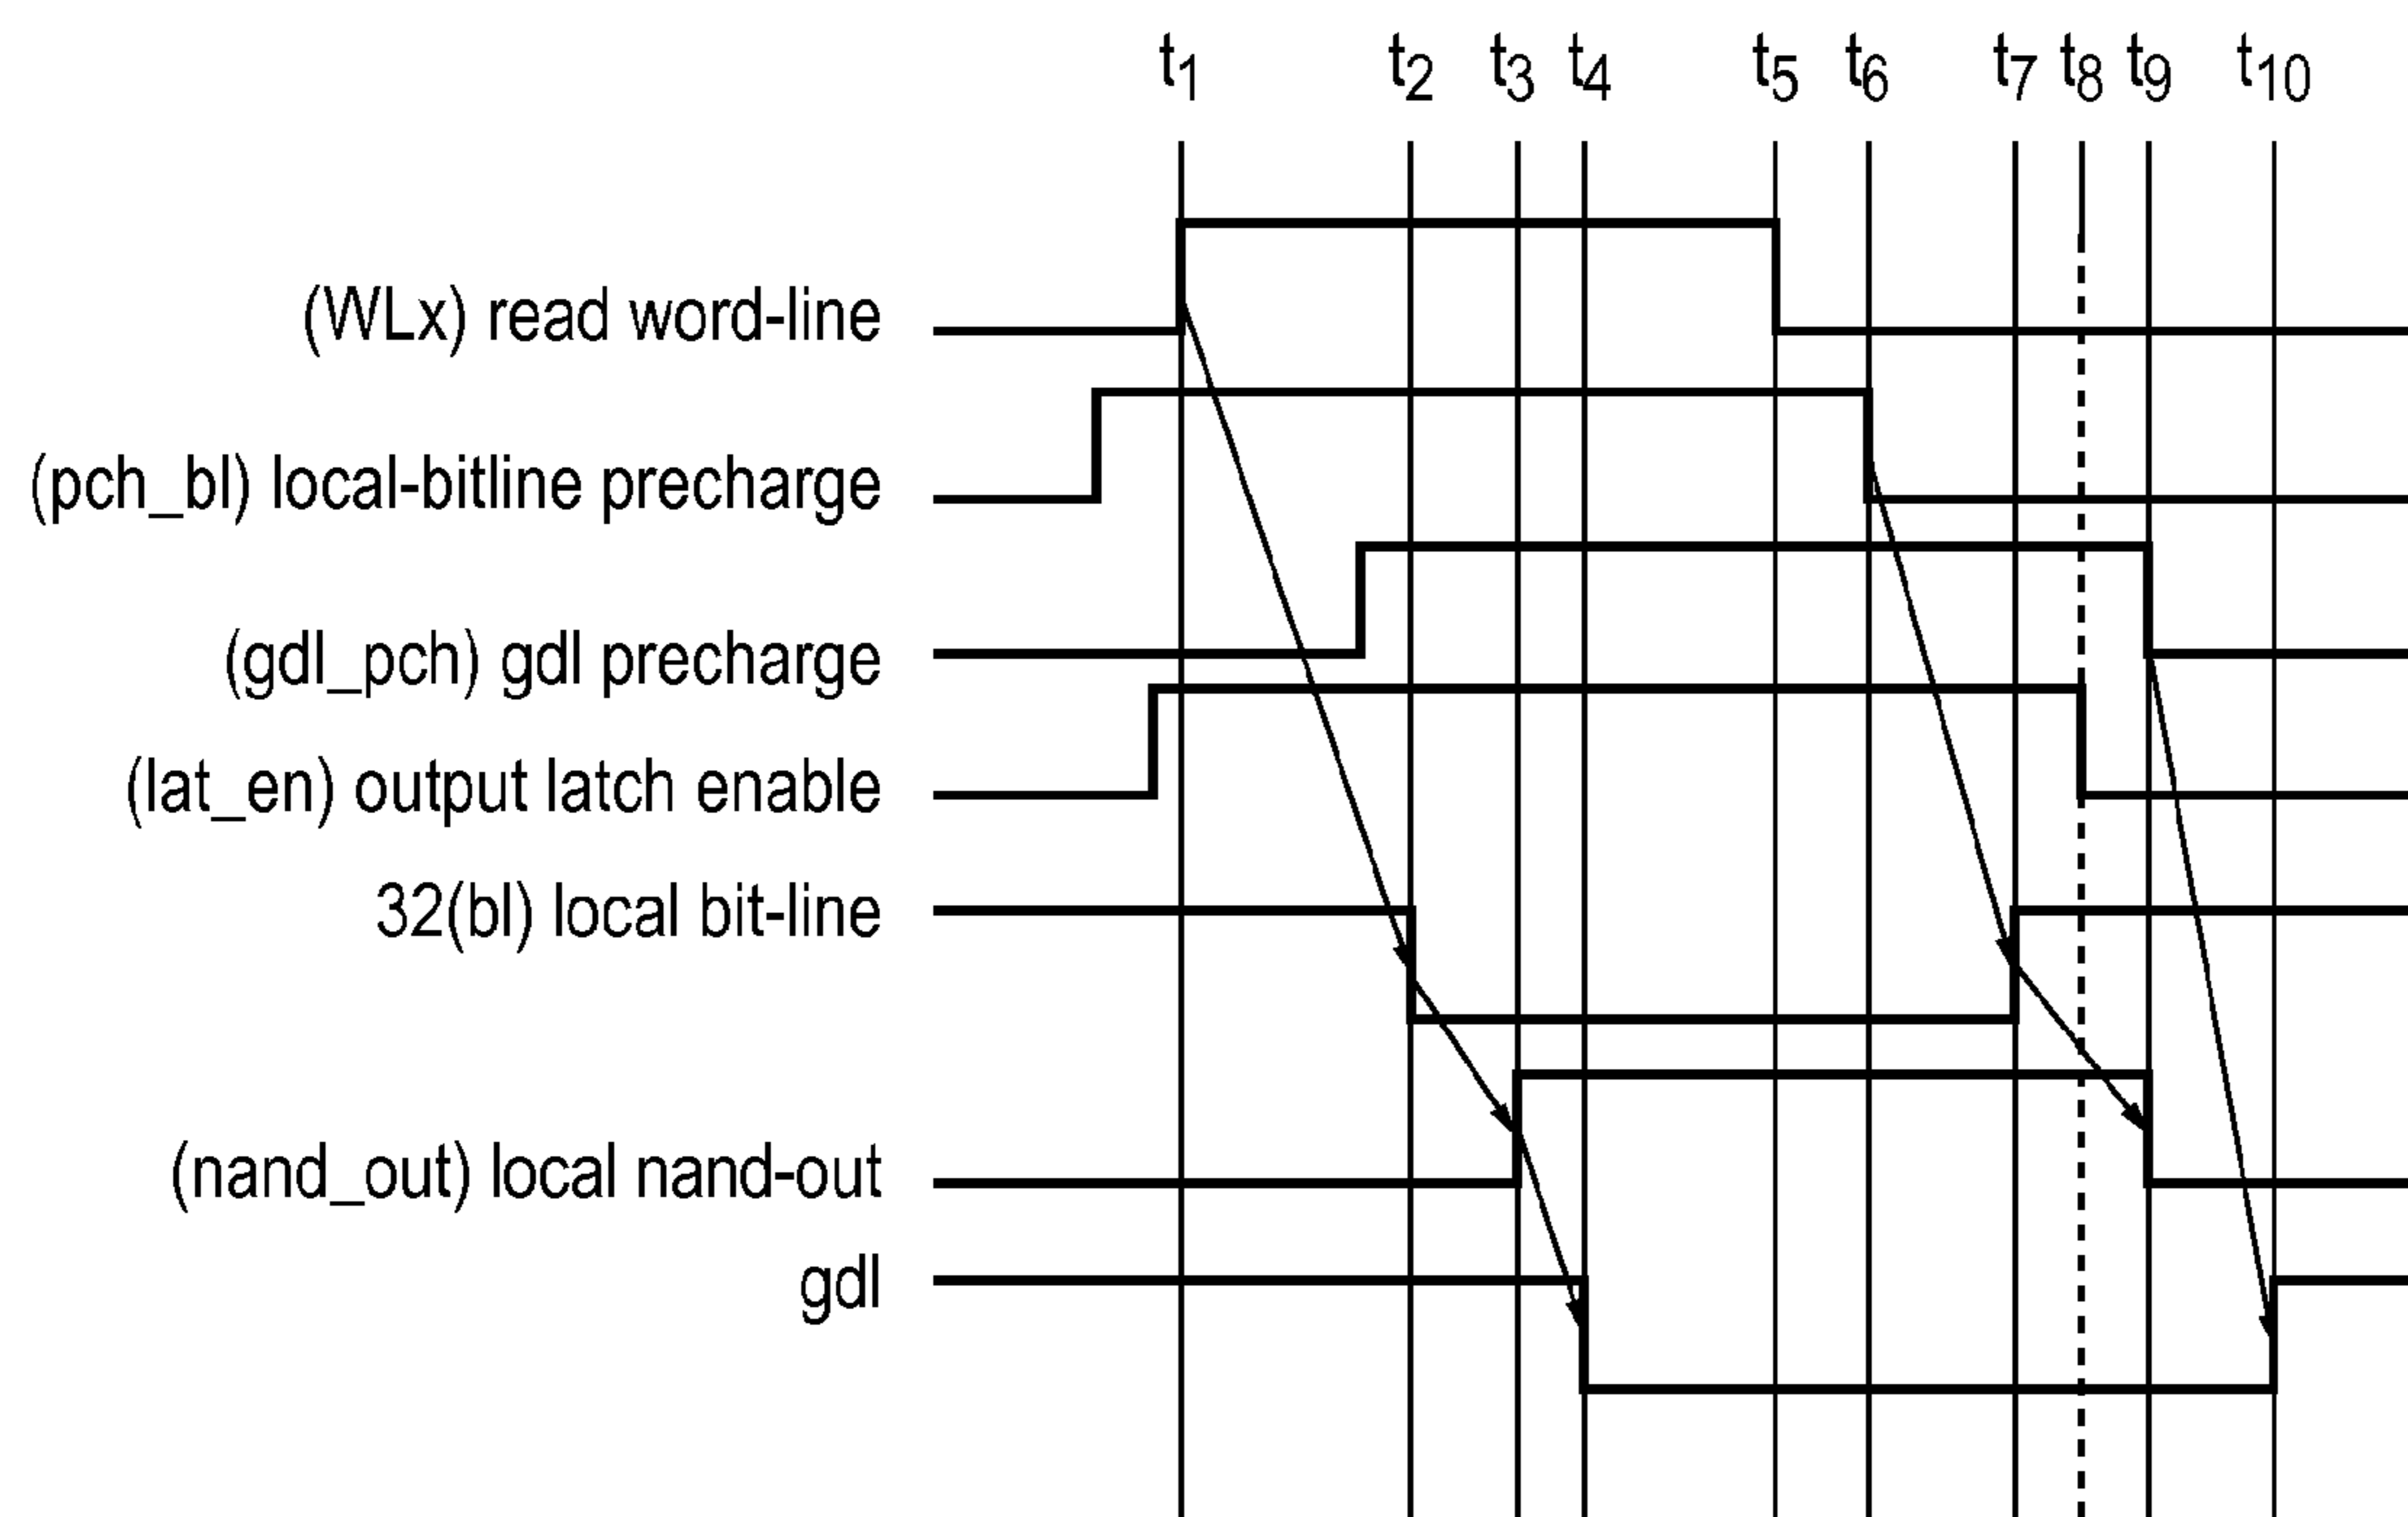 t1 t2 t3 t4 t5 t6 t7 t8 t9 t10
(WLx) read word-line
(pch_bl) local-bitline precharge
(gdl_pch) gdl precharge
(lat_en) output latch enable
32(bl) local bit-line
(nand_out) local nand-out
gdl